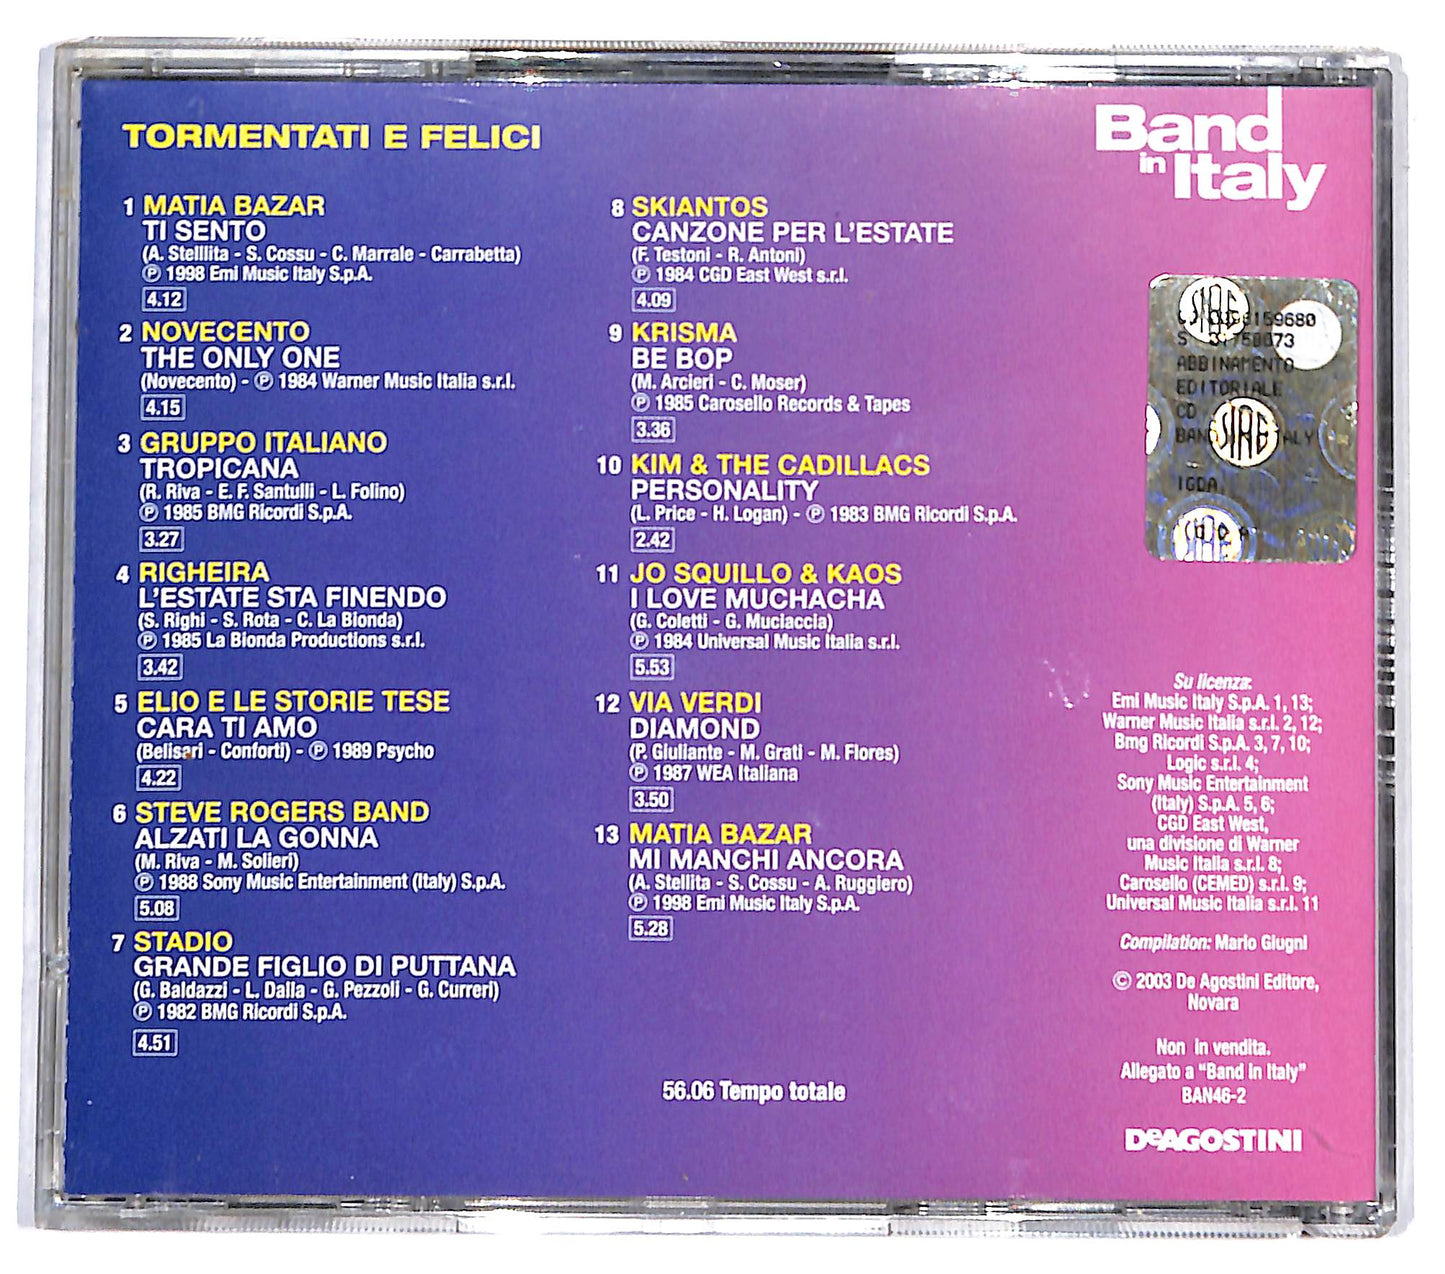 TORMENTATI E FELICI
1 MATIA BAZAR
TI SENTO
(A. Stelllita - S. Cossu - C. Marrale - Carrabetta)
℗ 1998 Emi Music Italy S.p.A.
4.12
2 NOVECENTO
THE ONLY ONE
(Novecento) - ℗ 1984 Warner Music Italia s.r.l.
4.15
3 GRUPPO ITALIANO
TROPICANA
(R. Riva - E. F. Santulli - L. Folino)
℗ 1985 BMG Ricordi S.p.A.
3.27
4 RIGHEIRA
L'ESTATE STA FINENDO
(S. Righi - S. Rota - C. La Bionda)
℗ 1985 La Bionda Productions s.r.l.
3.42
5 ELIO E LE STORIE TESE
CARA TI AMO
(Belisari - Conforti) - ℗ 1989 Psycho
4.22
6 STEVE ROGERS BAND
ALZATI LA GONNA
(M. Riva - M. Solieri)
℗ 1988 Sony Music Entertainment (Italy) S.p.A.
5.08
7 STADIO
GRANDE FIGLIO DI PUTTANA
(G. Baldazzi - L. Dalla - G. Pezzoli - G. Curreri)
℗ 1982 BMG Ricordi S.p.A.
4.51
8 SKIANTOS
CANZONE PER L'ESTATE
(F. Testoni - R. Antoni)
℗ 1984 CGD East West s.r.l.
4.09
9 KRISMA
BE BOP
(M. Arcieri - C. Moser)
℗ 1985 Carosello Records & Tapes
3.36
10 KIM & THE CADILLACS
PERSONALITY
(L. Price - H. Logan) - ℗ 1983 BMG Ricordi S.p.A.
2.42
11 JO SQUILLO & KAOS
I LOVE MUCHACHA
(G. Coletti - G. Muciaccia)
℗ 1984 Universal Music Italia s.r.l.
5.53
12 VIA VERDI
DIAMOND
(P. Giuliante - M. Grati - M. Flores)
℗ 1987 WEA Italiana
3.50
13 MATIA BAZAR
MI MANCHI ANCORA
(A. Stellita - S. Cossu - A. Ruggiero)
℗ 1998 Emi Music Italy S.p.A.
5.28
56.06 Tempo totale
Band
in Italy
SIAE
ABBINAMENTO
EDITORIALE
CD
SIAE
IGDA
SIAE
Su licenza:
Emi Music Italy S.p.A. 1, 13;
Warner Music Italia s.r.l. 2, 12;
Bmg Ricordi S.p.A. 3, 7, 10;
Logic s.r.l. 4;
Sony Music Entertainment
(Italy) S.p.A. 5, 6;
CGD East West,
una divisione di Warner
Music Italia s.r.l. 8;
Carosello (CEMED) s.r.l. 9;
Universal Music Italia s.r.l. 11
Compilation: Mario Giugni
© 2003 De Agostini Editore,
Novara
Non in vendita.
Allegato a "Band in Italy"
BAN46-2
DeAGOSTINI